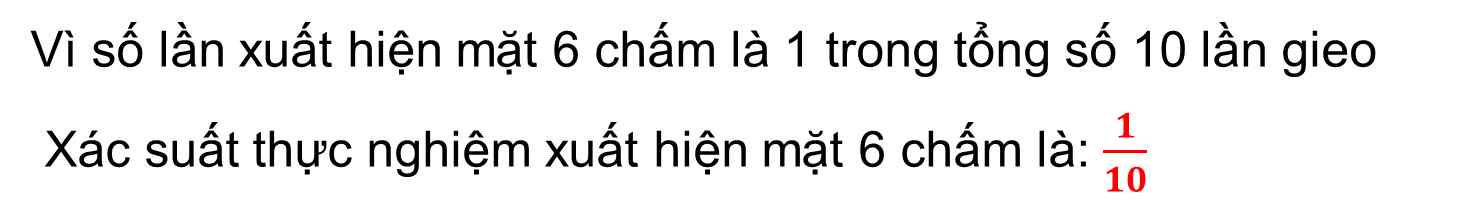 Vì số lần xuất hiện mặt 6 chấm là 1 trong tổng số 10 lần gieo
Xác suất thực nghiệm xuất hiện mặt 6 chấm là: 1/10